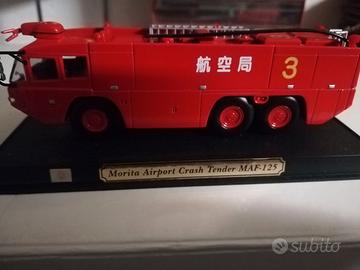 航空局 3
Morita Airport Crash Tender MAF-125
subito